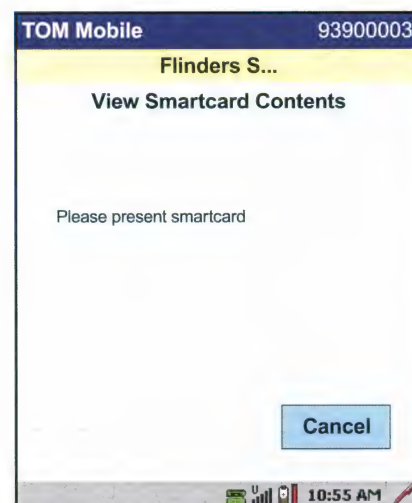 TOM Mobile 93900003
Flinders S...
View Smartcard Contents
Please present smartcard
Cancel
U 10:55 AM